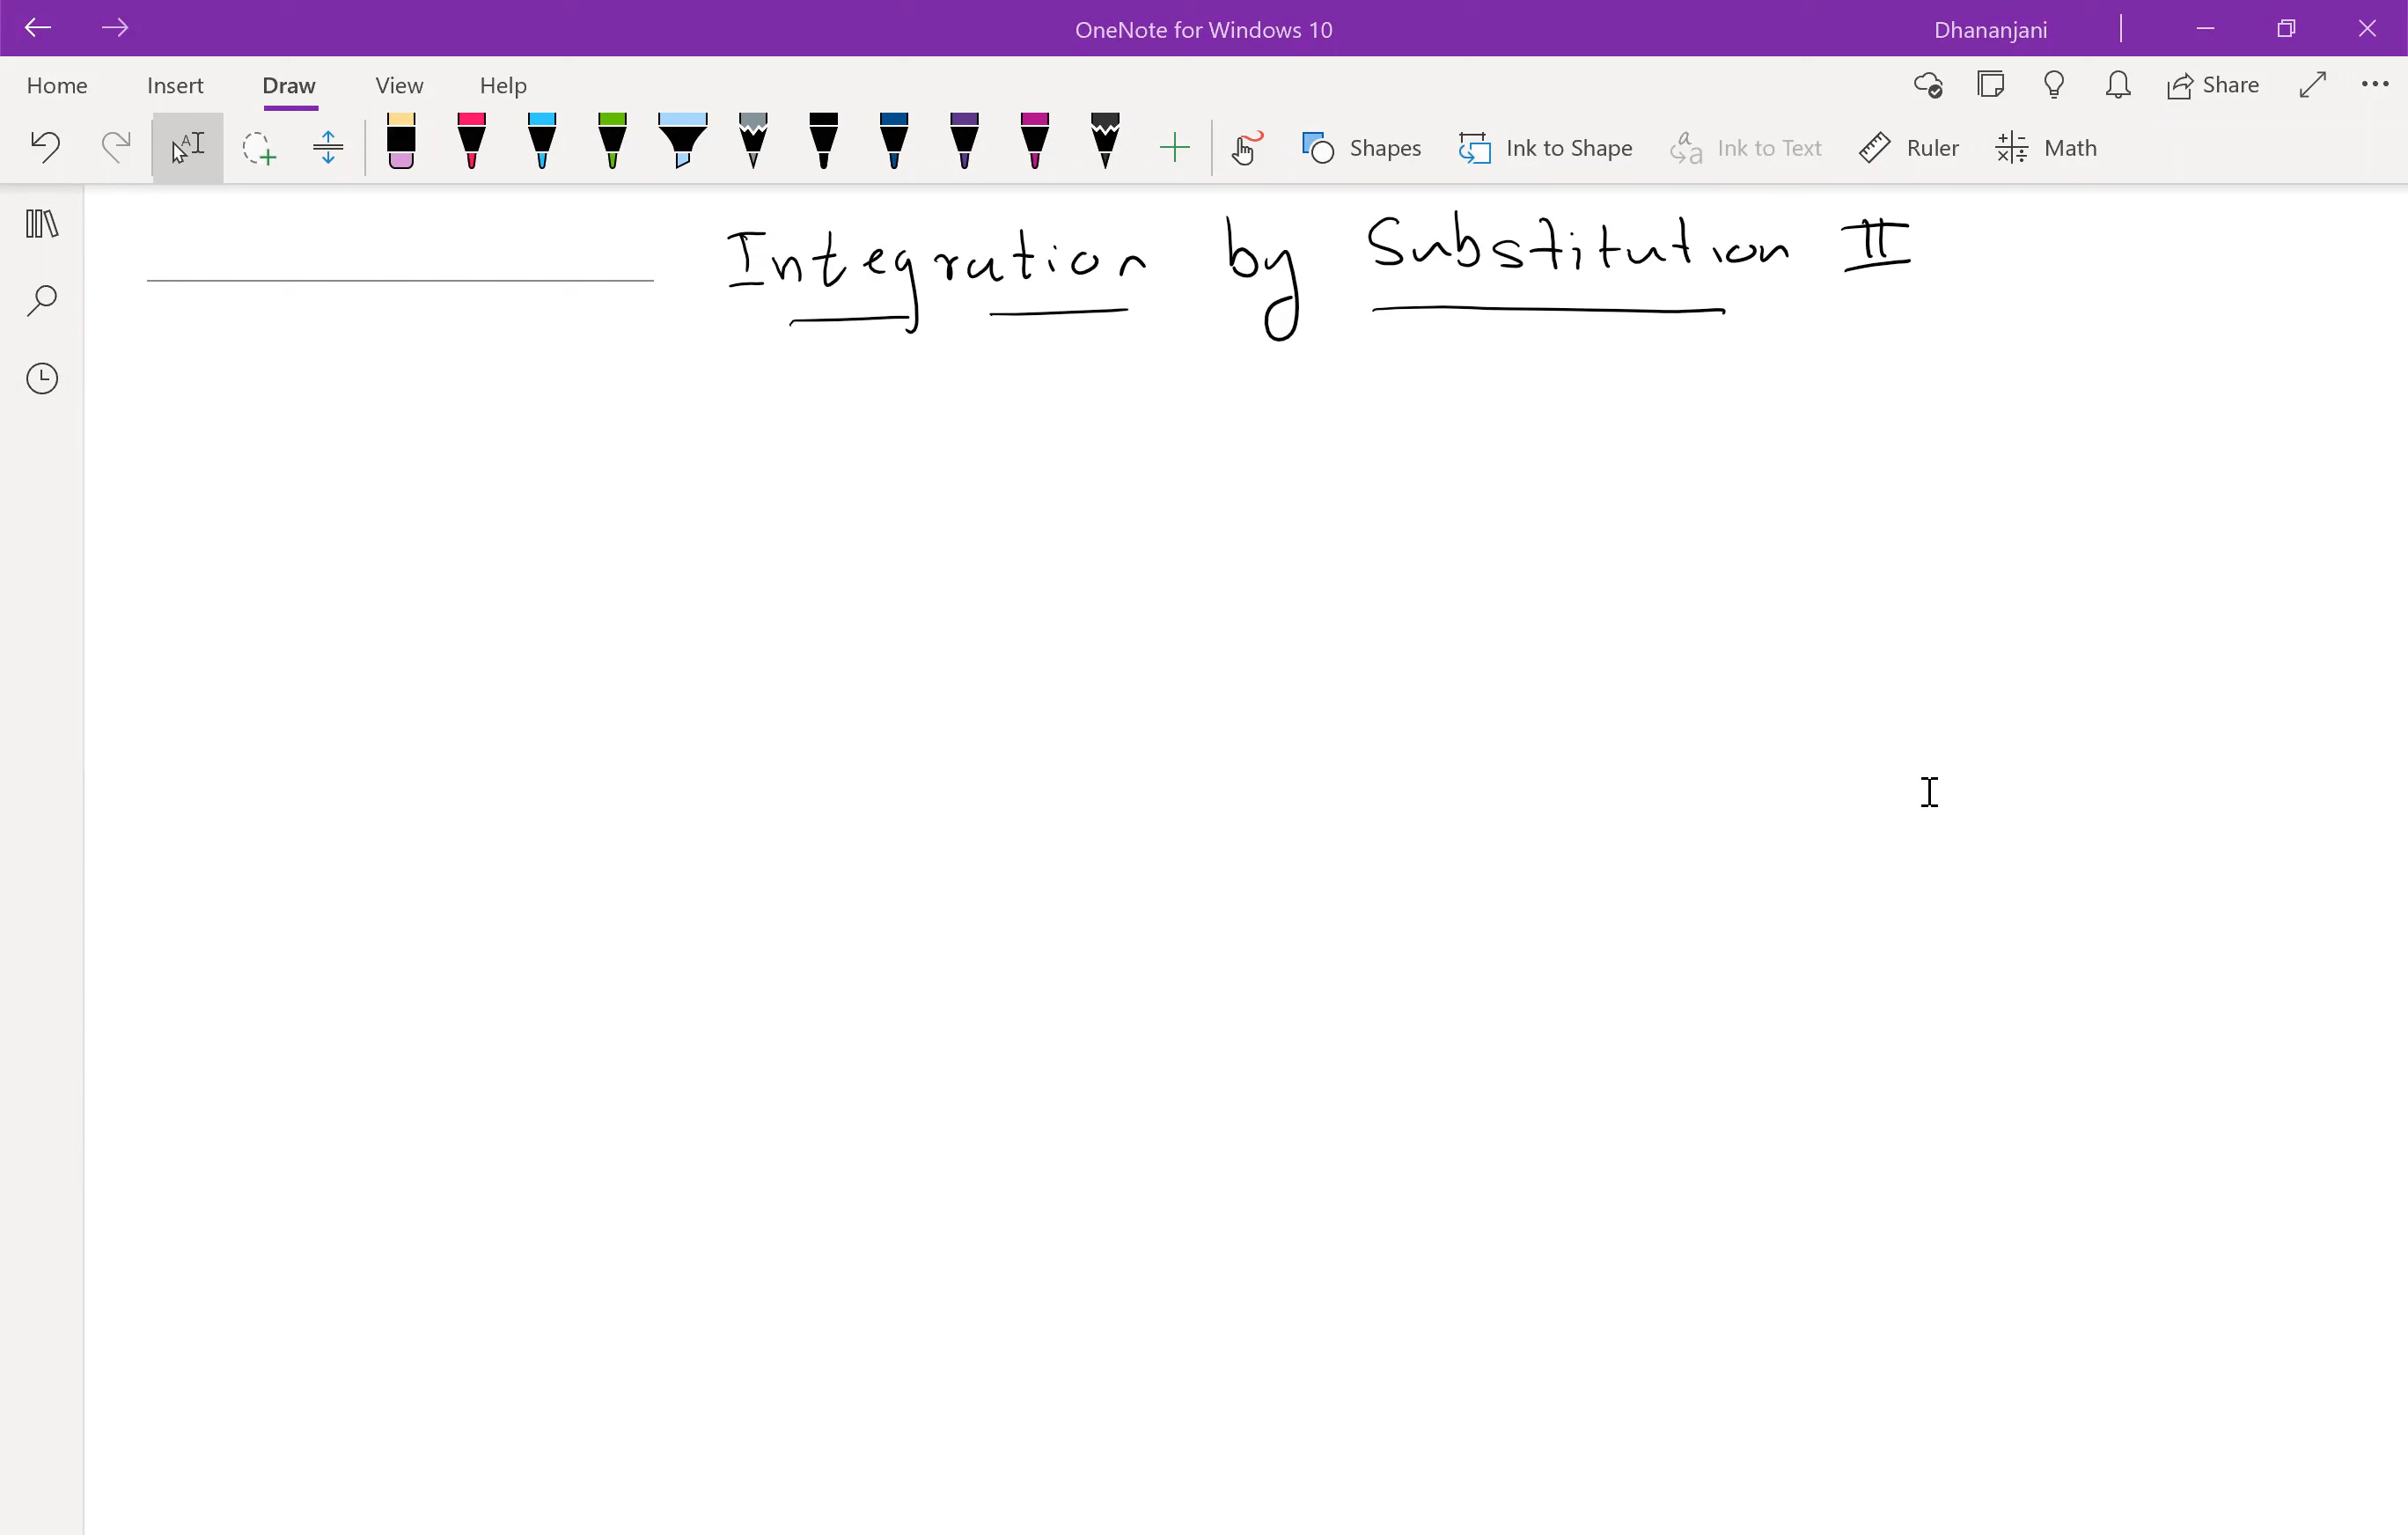 OneNote for Windows 10
Dhananjani
Home Insert Draw View Help
Share
Shapes Ink to Shape Ink to Text Ruler Math
Integration by Substitution II